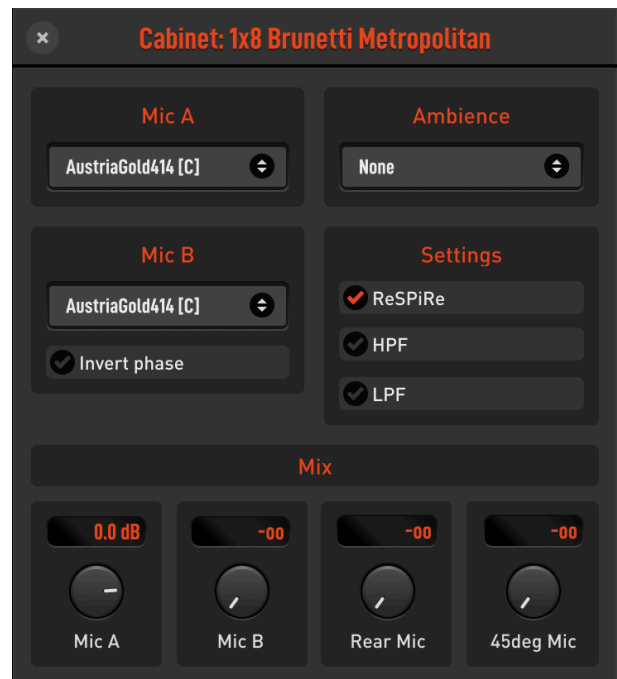 Cabinet: 1x8 Brunetti Metropolitan
Mic A
AustriaGold414 [C]
Ambience
None
Mic B
AustriaGold414 [C]
Invert phase
Settings
ReSPiRe
HPF
LPF
Mix
0.0 dB
-oo
-oo
-oo
Mic A
Mic B
Rear Mic
45deg Mic